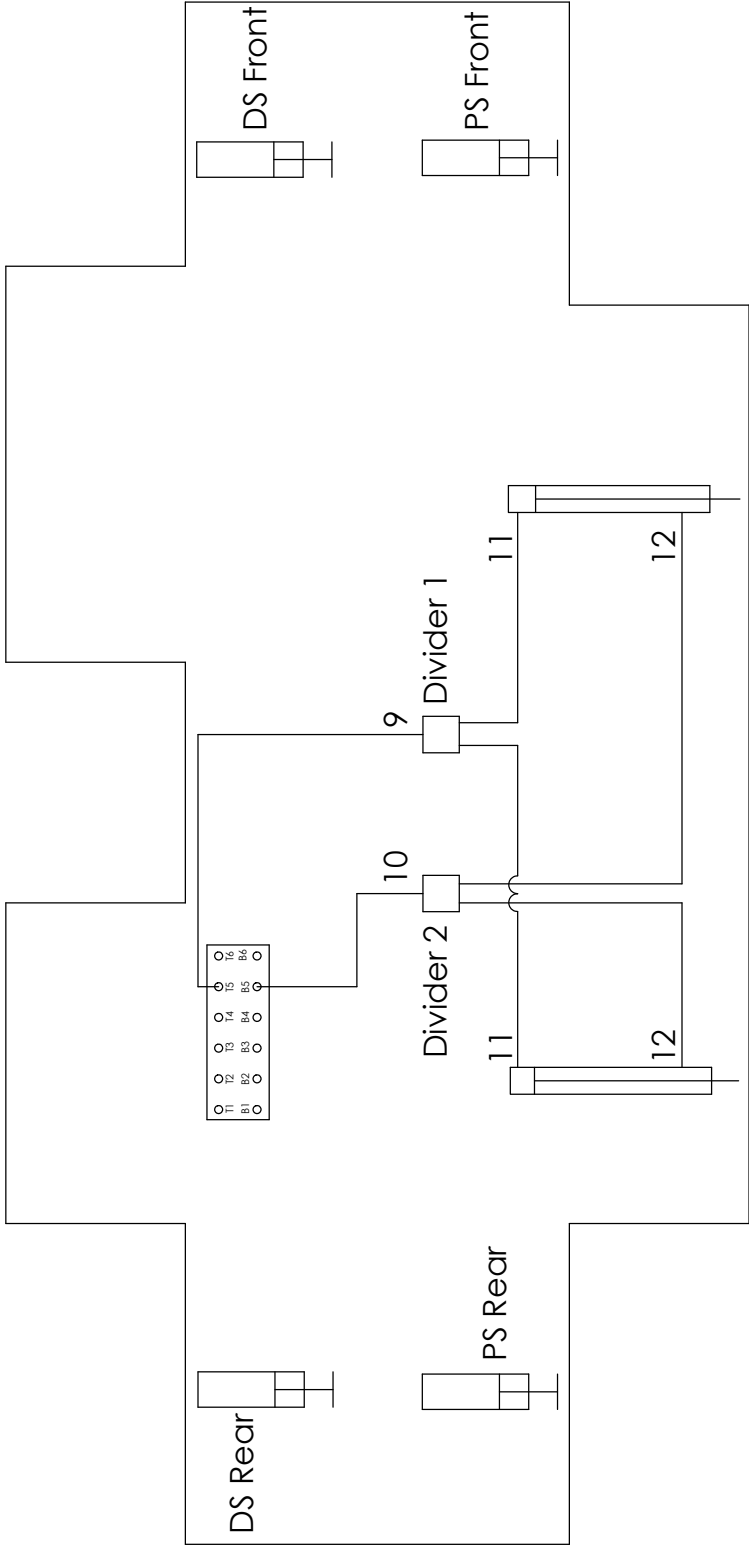 DS Rear
DS Front
T1 T2 T3 T4 T5 T6
B1 B2 B3 B4 B5 B6
10
9
Divider 2
Divider 1
PS Rear
PS Front
11
11
12
12